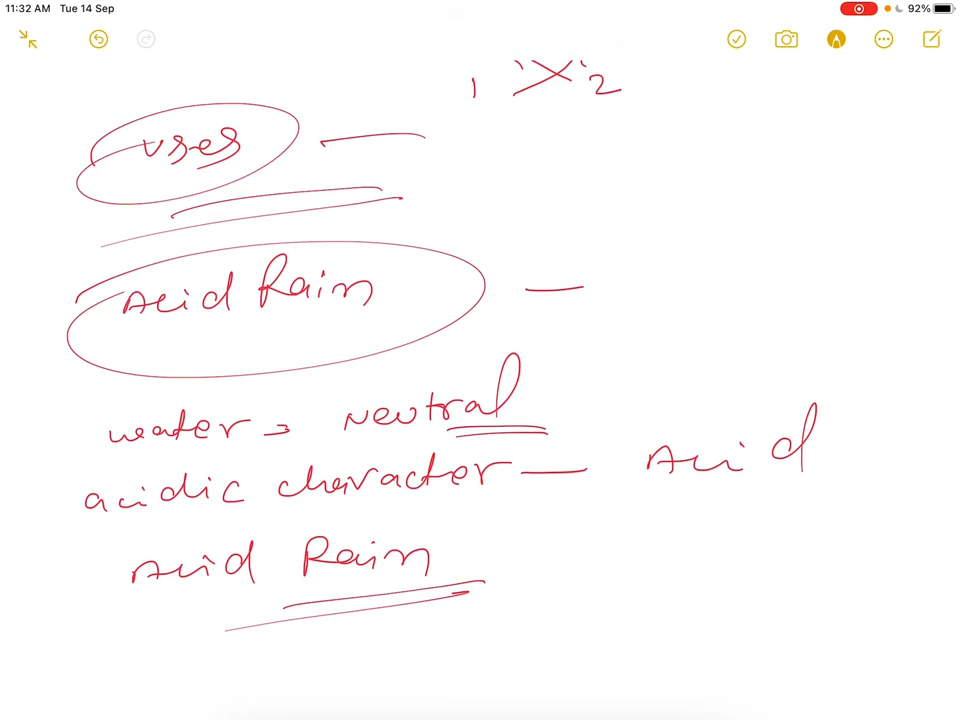 11:32 AM Tue 14 Sep 92%
1 X 2
uses —
Acid Rain —
water = Neutral
acidic character — Acid
Acid Rain